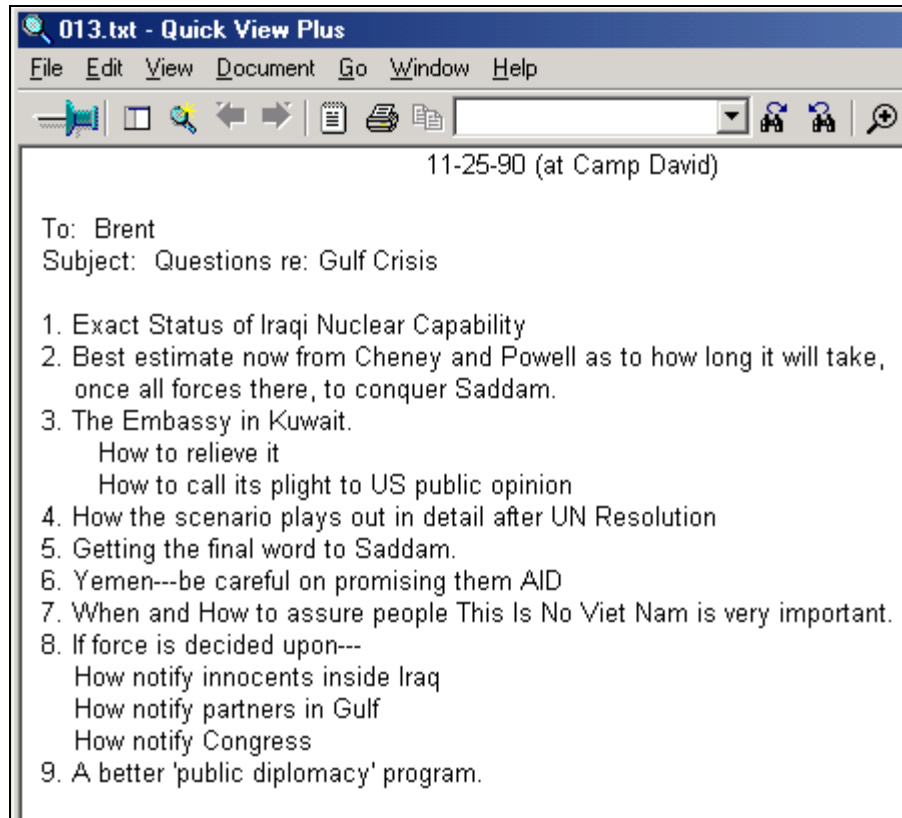 013.txt - Quick View Plus
File Edit View Document Go Window Help
11-25-90 (at Camp David)
To: Brent
Subject: Questions re: Gulf Crisis
1. Exact Status of Iraqi Nuclear Capability
2. Best estimate now from Cheney and Powell as to how long it will take,
once all forces there, to conquer Saddam.
3. The Embassy in Kuwait.
How to relieve it
How to call its plight to US public opinion
4. How the scenario plays out in detail after UN Resolution
5. Getting the final word to Saddam.
6. Yemen---be careful on promising them AID
7. When and How to assure people This Is No Viet Nam is very important.
8. If force is decided upon---
How notify innocents inside Iraq
How notify partners in Gulf
How notify Congress
9. A better 'public diplomacy' program.